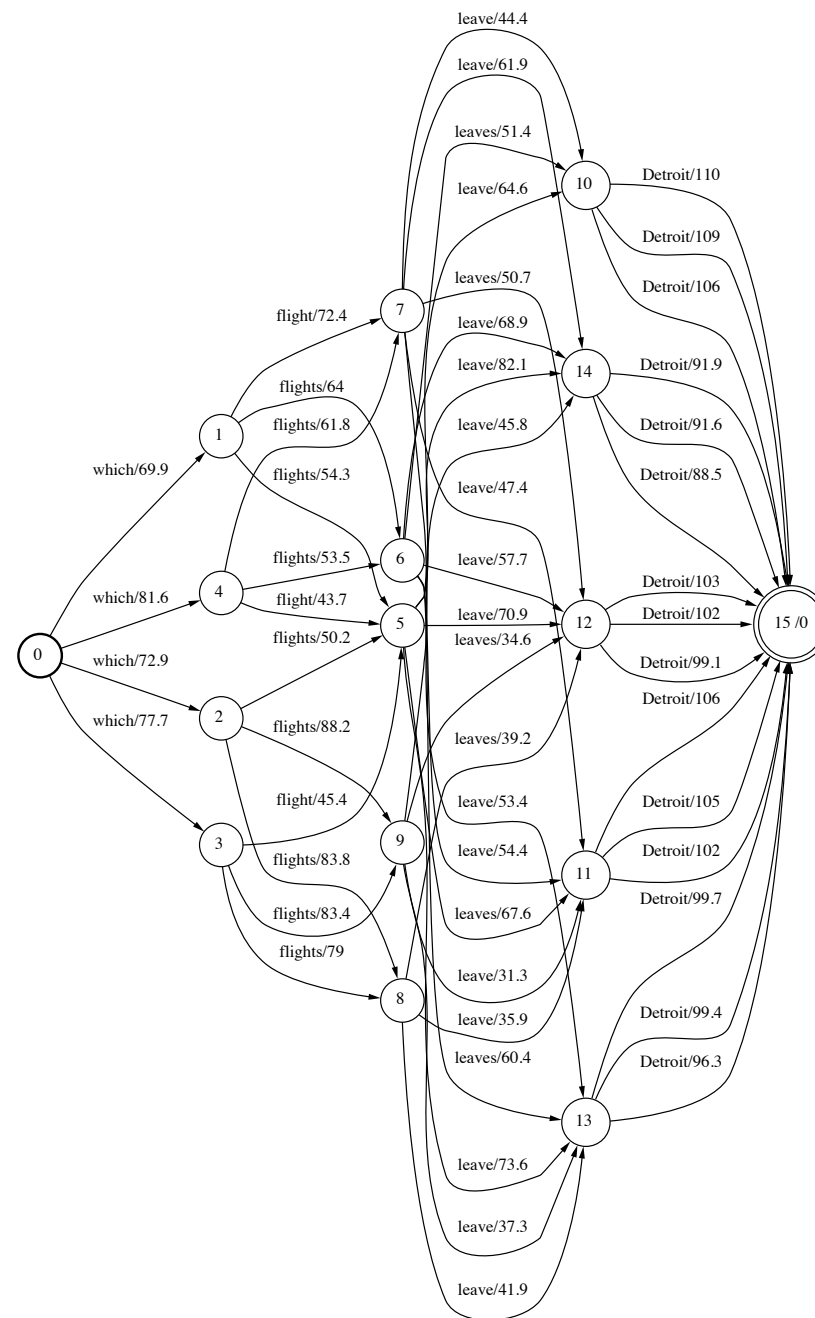 leave/44.4
leave/61.9
leaves/51.4
10
Detroit/110
leave/64.6
Detroit/109
leaves/50.7
Detroit/106
7
flight/72.4
leave/68.9
leave/82.1
14
Detroit/91.9
flights/64
1
flights/61.8
leave/45.8
Detroit/91.6
which/69.9
flights/54.3
leave/47.4
Detroit/88.5
6
flights/53.5
leave/57.7
Detroit/103
4
which/81.6
flight/43.7
5
leave/70.9
12
Detroit/102
15 /0
0
flights/50.2
leaves/34.6
which/72.9
Detroit/99.1
2
Detroit/106
which/77.7
flights/88.2
leaves/39.2
flight/45.4
leave/53.4
Detroit/105
3
9
flights/83.8
leave/54.4
11
Detroit/102
flights/83.4
leaves/67.6
Detroit/99.7
flights/79
leave/31.3
8
leave/35.9
Detroit/99.4
leaves/60.4
Detroit/96.3
13
leave/73.6
leave/37.3
leave/41.9